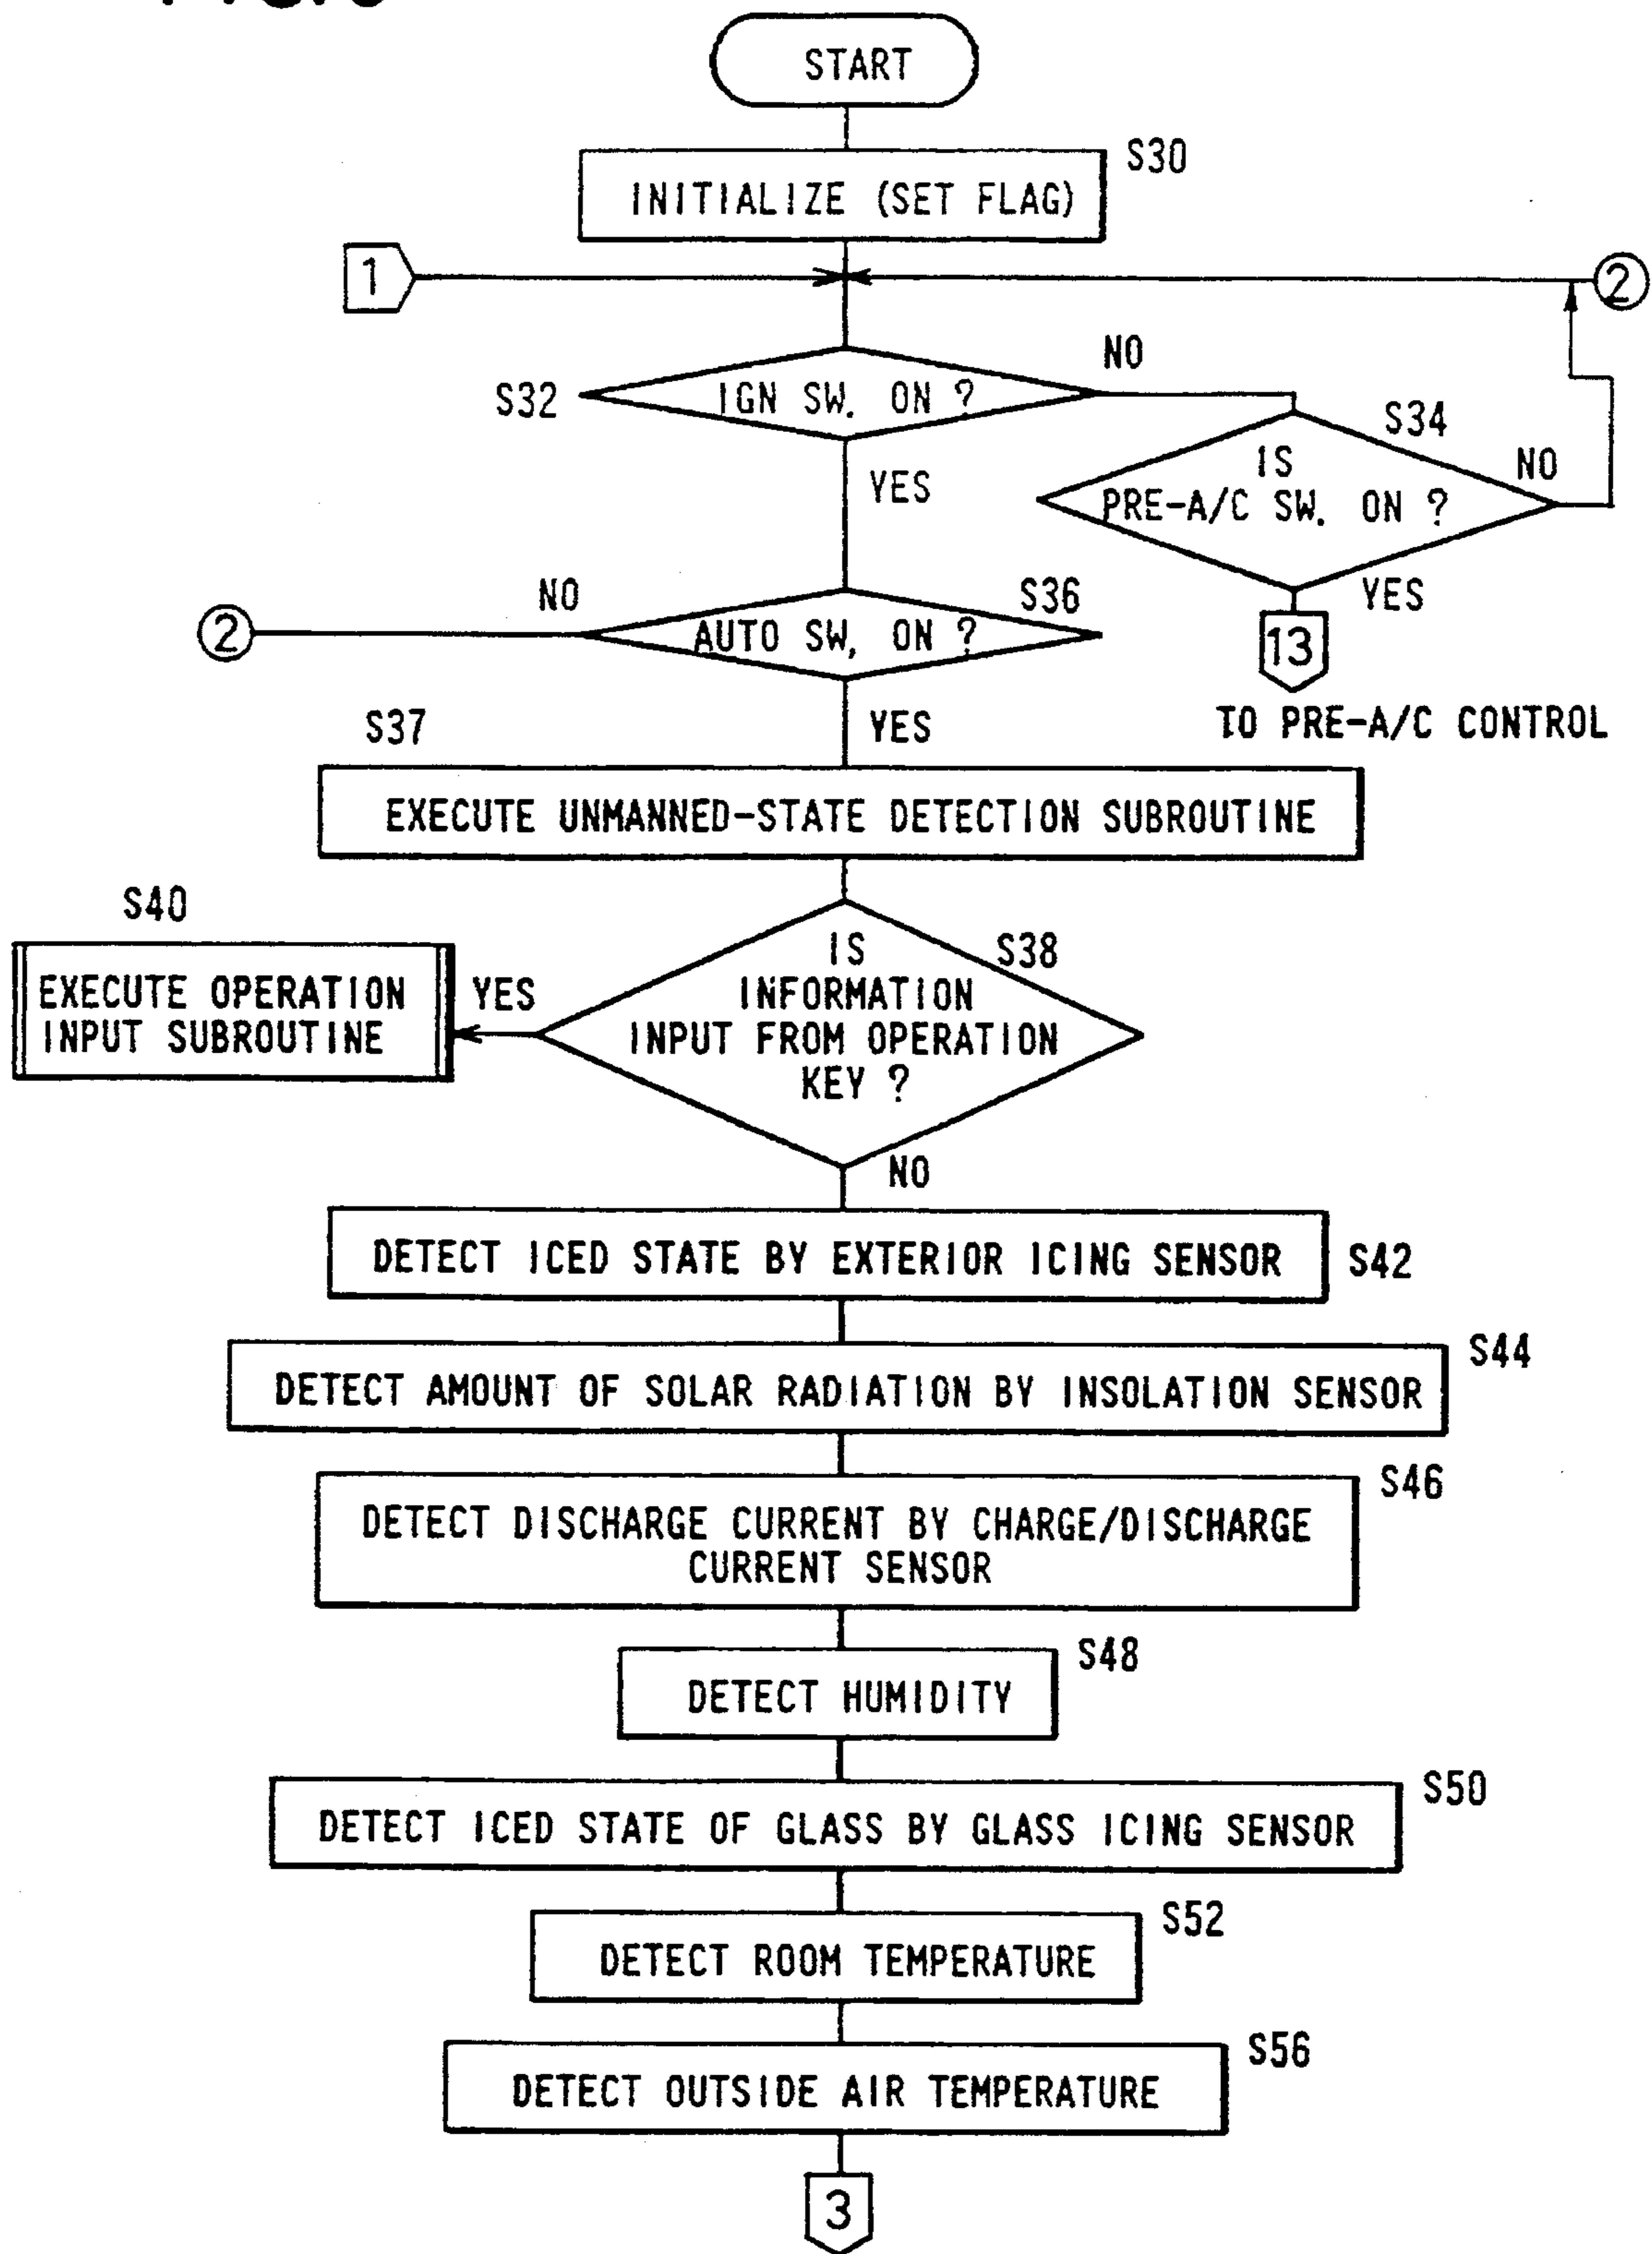 START
S30
INITIALIZE (SET FLAG)
1
2
NO
S32
IGN SW. ON ?
S34
IS
PRE-A/C SW. ON ?
NO
YES
YES
13
TO PRE-A/C CONTROL
NO
S36
2
AUTO SW, ON ?
YES
S37
EXECUTE UNMANNED-STATE DETECTION SUBROUTINE
S40
EXECUTE OPERATION
INPUT SUBROUTINE
YES
S38
IS
INFORMATION
INPUT FROM OPERATION
KEY ?
NO
DETECT ICED STATE BY EXTERIOR ICING SENSOR
S42
S44
DETECT AMOUNT OF SOLAR RADIATION BY INSOLATION SENSOR
S46
DETECT DISCHARGE CURRENT BY CHARGE/DISCHARGE
CURRENT SENSOR
S48
DETECT HUMIDITY
S50
DETECT ICED STATE OF GLASS BY GLASS ICING SENSOR
S52
DETECT ROOM TEMPERATURE
S56
DETECT OUTSIDE AIR TEMPERATURE
3